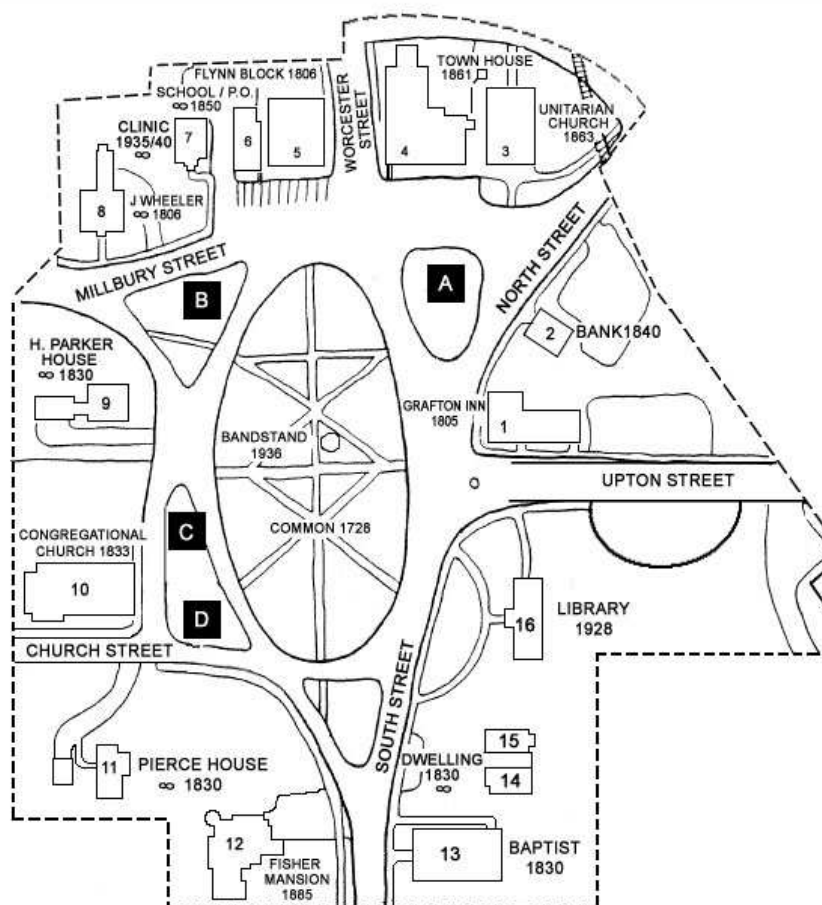 FLYNN BLOCK 1806
SCHOOL / P.O.
∞ 1850
CLINIC
1935/40
∞
7
6
5
WORCESTER
STREET
TOWN HOUSE
1861
4
3
UNITARIAN
CHURCH
1863
8
J WHEELER
∞ 1806
MILLBURY STREET
A
B
NORTH STREET
2
BANK1840
H. PARKER
HOUSE
∞ 1830
9
GRAFTON INN
1805
1
BANDSTAND
1936
UPTON STREET
C
COMMON 1728
CONGREGATIONAL
CHURCH 1833
10
D
16
LIBRARY
1928
CHURCH STREET
SOUTH STREET
11
PIERCE HOUSE
∞ 1830
DWELLING
1830
∞
15
14
12
FISHER
MANSION
1885
13
BAPTIST
1830